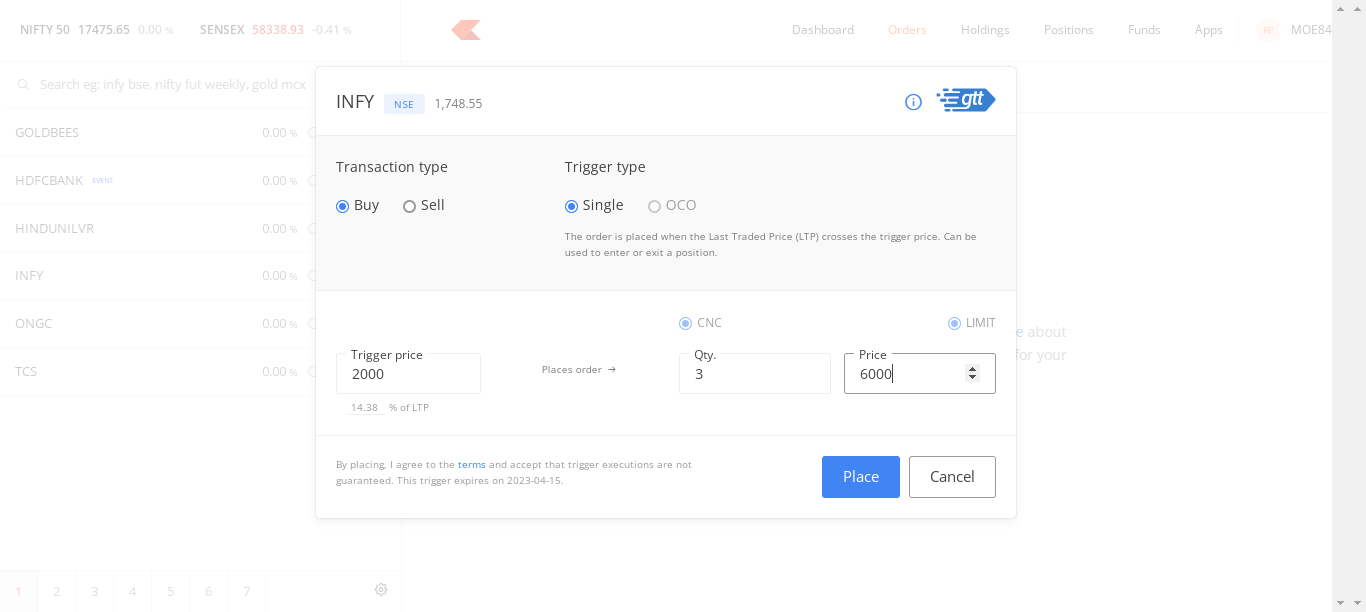 NIFTY 50 17475.65 0.00 % SENSEX 58338.93 -0.41 %
Dashboard Orders Holdings Positions Funds Apps RP MOE84
Search eg: infy bse, nifty fut weekly, gold mcx
GOLDBEES 0.00 %
HDFCBANK EVENT 0.00 %
HINDUNILVR 0.00 %
INFY 0.00 %
ONGC 0.00 %
TCS 0.00 %
1 2 3 4 5 6 7
INFY NSE 1,748.55
gtt
Transaction type
Buy Sell
Trigger type
Single OCO
The order is placed when the Last Traded Price (LTP) crosses the trigger price. Can be
used to enter or exit a position.
CNC LIMIT
Trigger price Qty. Price
2000 Places order → 3 6000
14.38 % of LTP
By placing, I agree to the terms and accept that trigger executions are not
guaranteed. This trigger expires on 2023-04-15.
Place Cancel
about
for your